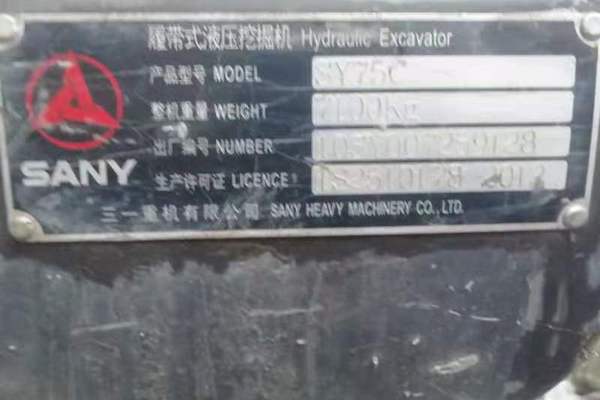 履带式液压挖掘机 Hydraulic Excavator
产品型号 MODEL SY75C
整机重量 WEIGHT 7100kg
出厂编号 NUMBER
生产许可证 LICENCE
SANY
三一重机有限公司 SANY HEAVY MACHINERY CO., LTD.